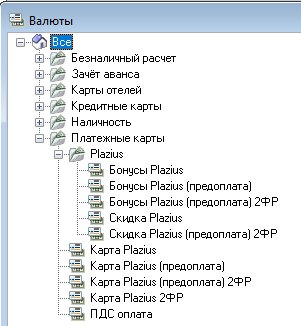 Валюты
Все
Безналичный расчет
Зачёт аванса
Карты отелей
Кредитные карты
Наличность
Платежные карты
Plazius
Бонусы Plazius
Бонусы Plazius (предоплата)
Бонусы Plazius (предоплата) 2ФР
Скидка Plazius
Скидка Plazius (предоплата) 2ФР
Карта Plazius
Карта Plazius (предоплата)
Карта Plazius (предоплата) 2ФР
Карта Plazius 2ФР
ПДС оплата